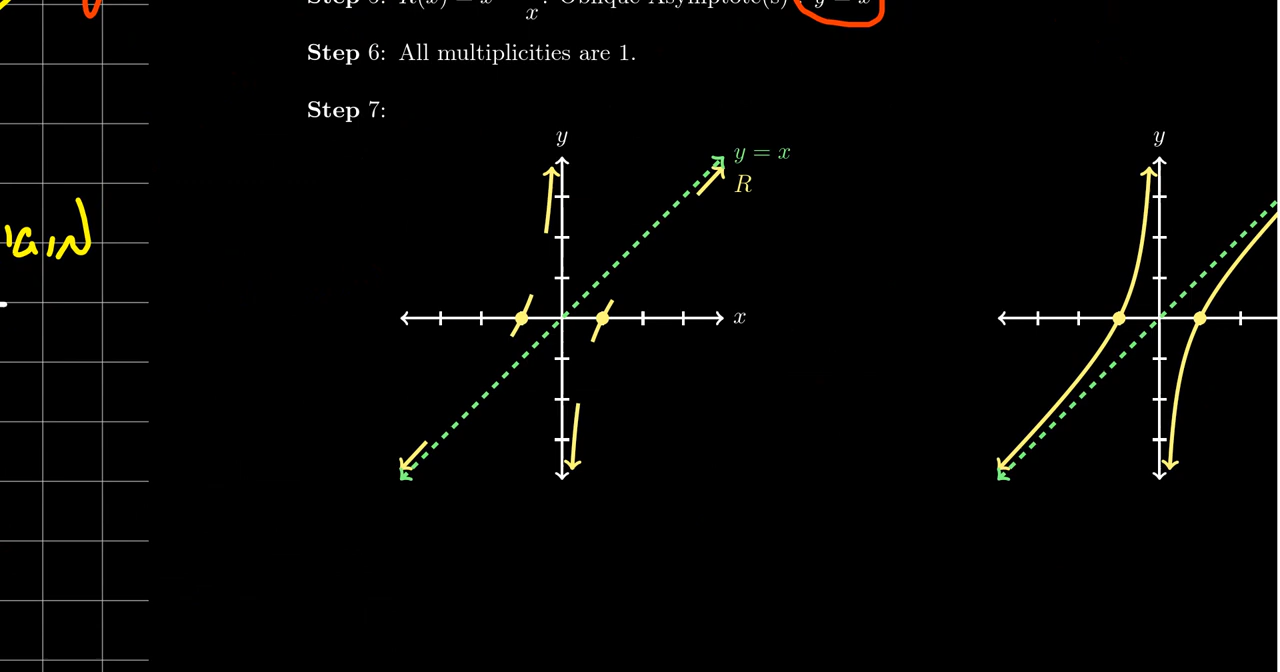 x
Step 6: All multiplicities are 1.
Step 7:
y
y = x
R
x
y